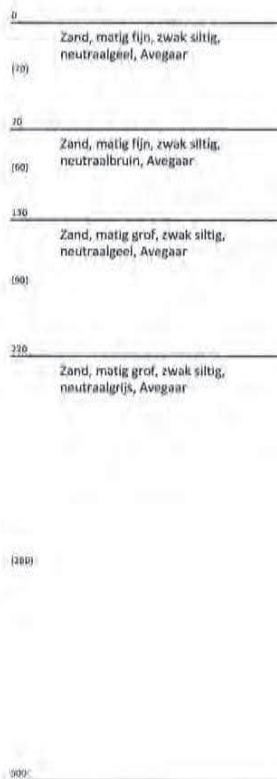 0
Zand, matig fijn, zwak siltig,
neutraalgeel, Avegaar
(70)
70
Zand, matig fijn, zwak siltig,
neutraalbruin, Avegaar
(60)
130
Zand, matig grof, zwak siltig,
neutraalgeel, Avegaar
(90)
220
Zand, matig grof, zwak siltig,
neutraalgrijs, Avegaar
(280)
500